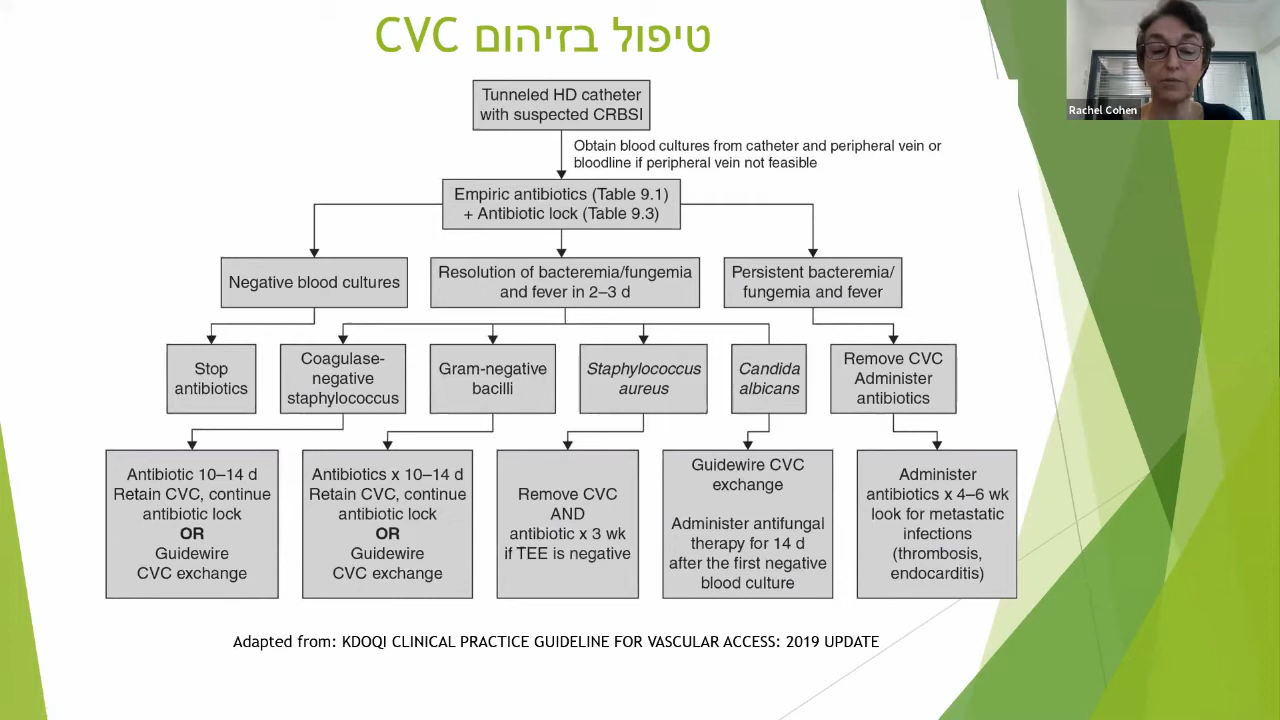 טיפול בזיהום CVC
Rachel Cohen
Tunneled HD catheter
with suspected CRBSI
Obtain blood cultures from catheter and peripheral vein or
bloodline if peripheral vein not feasible
Empiric antibiotics (Table 9.1)
+ Antibiotic lock (Table 9.3)
Negative blood cultures
Resolution of bacteremia/fungemia
and fever in 2–3 d
Persistent bacteremia/
fungemia and fever
Stop
antibiotics
Coagulase-
negative
staphylococcus
Gram-negative
bacilli
Staphylococcus
aureus
Candida
albicans
Remove CVC
Administer
antibiotics
Antibiotic 10–14 d
Retain CVC, continue
antibiotic lock
OR
Guidewire
CVC exchange
Antibiotics x 10–14 d
Retain CVC, continue
antibiotic lock
OR
Guidewire
CVC exchange
Remove CVC
AND
antibiotic x 3 wk
if TEE is negative
Guidewire CVC
exchange
Administer antifungal
therapy for 14 d
after the first negative
blood culture
Administer
antibiotics x 4–6 wk
look for metastatic
infections
(thrombosis,
endocarditis)
Adapted from: KDOQI CLINICAL PRACTICE GUIDELINE FOR VASCULAR ACCESS: 2019 UPDATE